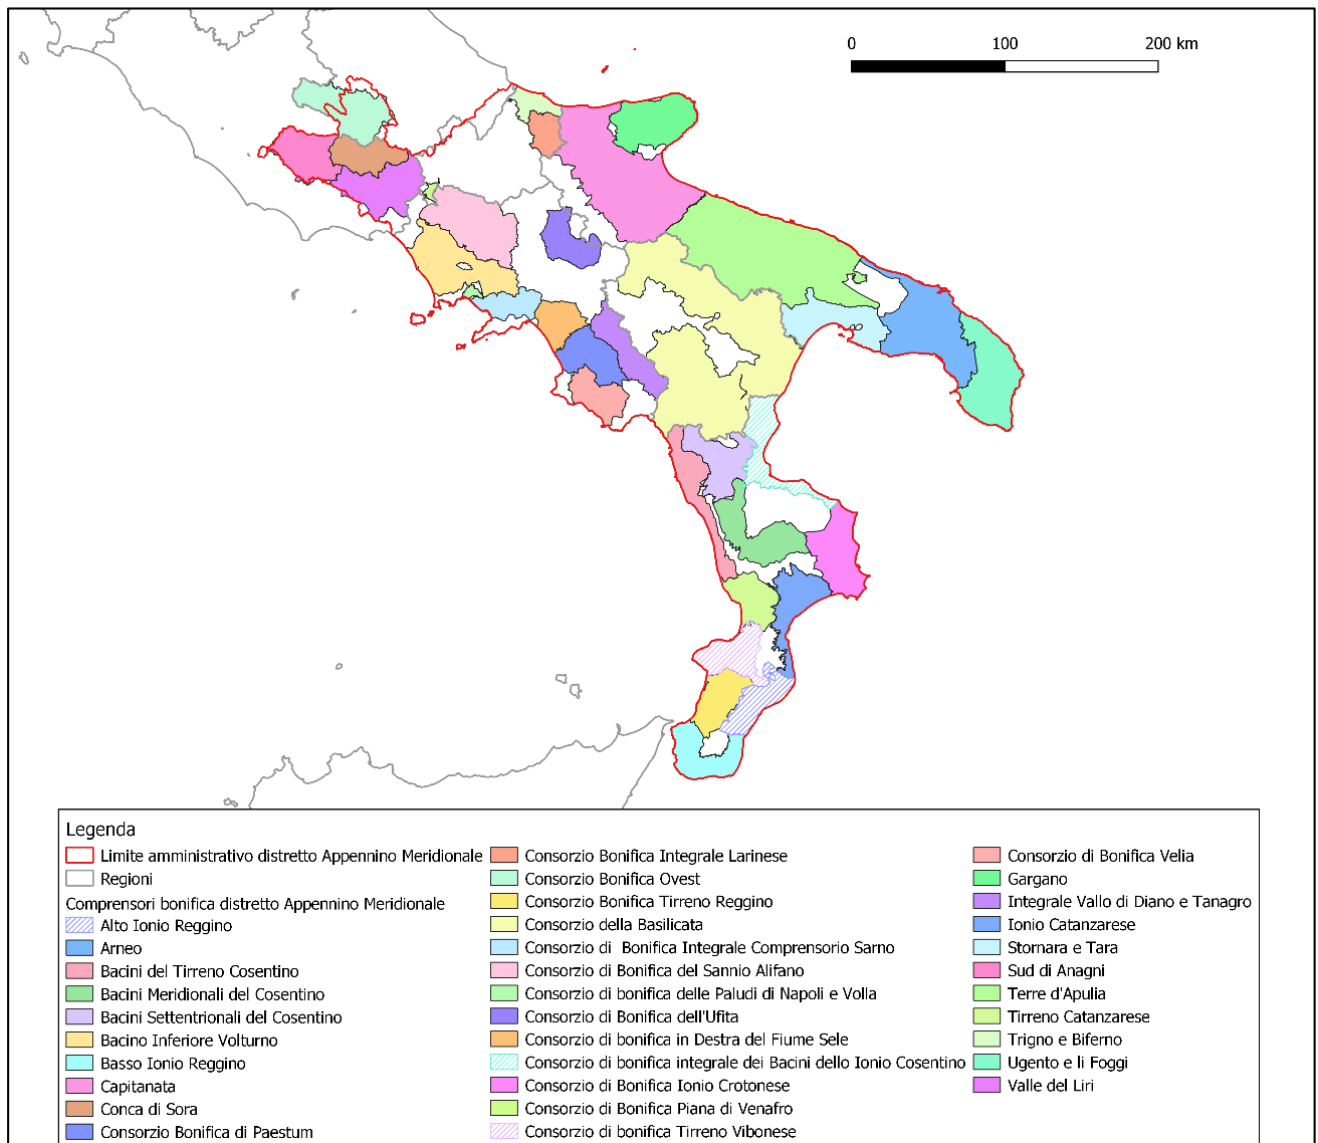 0 100 200 km
Legenda
Limite amministrativo distretto Appennino Meridionale
Regioni
Comprensori bonifica distretto Appennino Meridionale
Alto Ionio Reggino
Arneo
Bacini del Tirreno Cosentino
Bacini Meridionali del Cosentino
Bacini Settentrionali del Cosentino
Bacino Inferiore Volturno
Basso Ionio Reggino
Capitanata
Conca di Sora
Consorzio Bonifica di Paestum
Consorzio Bonifica Integrale Larinese
Consorzio Bonifica Ovest
Consorzio Bonifica Tirreno Reggino
Consorzio della Basilicata
Consorzio di Bonifica Integrale Comprensorio Sarno
Consorzio di Bonifica del Sannio Alifano
Consorzio di bonifica delle Paludi di Napoli e Volla
Consorzio di Bonifica dell'Ufita
Consorzio di bonifica in Destra del Fiume Sele
Consorzio di bonifica integrale dei Bacini dello Ionio Cosentino
Consorzio di Bonifica Ionio Crotonese
Consorzio di Bonifica Piana di Venafro
Consorzio di bonifica Tirreno Vibonese
Consorzio di Bonifica Velia
Gargano
Integrale Vallo di Diano e Tanagro
Ionio Catanzarese
Stornara e Tara
Sud di Anagni
Terre d'Apulia
Tirreno Catanzarese
Trigno e Biferno
Ugento e li Foggi
Valle del Liri